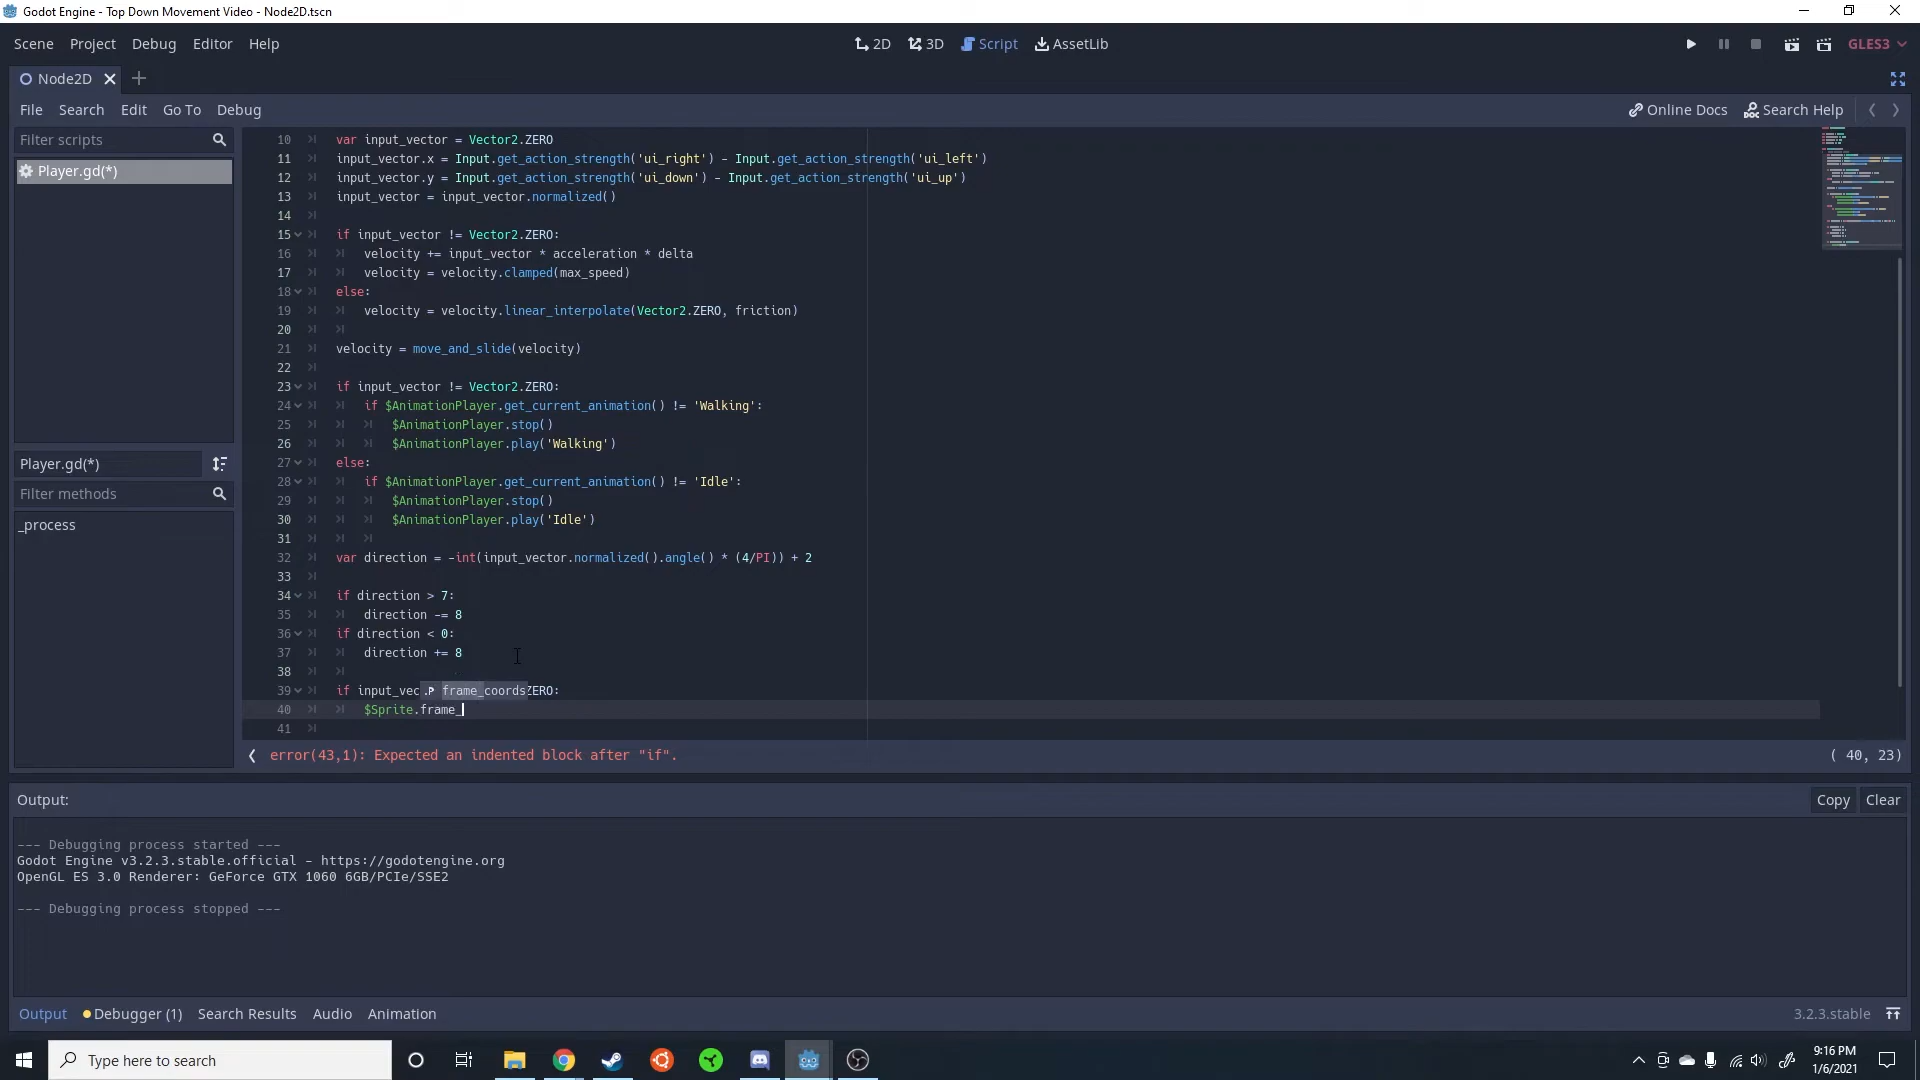 Godot Engine - Top Down Movement Video - Node2D.tscn
Scene Project Debug Editor Help 2D 3D Script AssetLib GLES3
Node2D
File Search Edit Go To Debug Online Docs Search Help
Filter scripts
Player.gd(*)
Player.gd(*)
Filter methods
_process
10 var input_vector = Vector2.ZERO
11 input_vector.x = Input.get_action_strength('ui_right') - Input.get_action_strength('ui_left')
12 input_vector.y = Input.get_action_strength('ui_down') - Input.get_action_strength('ui_up')
13 input_vector = input_vector.normalized()
14
15 if input_vector != Vector2.ZERO:
16 velocity += input_vector * acceleration * delta
17 velocity = velocity.clamped(max_speed)
18 else:
19 velocity = velocity.linear_interpolate(Vector2.ZERO, friction)
20
21 velocity = move_and_slide(velocity)
22
23 if input_vector != Vector2.ZERO:
24 if $AnimationPlayer.get_current_animation() != 'Walking':
25 $AnimationPlayer.stop()
26 $AnimationPlayer.play('Walking')
27 else:
28 if $AnimationPlayer.get_current_animation() != 'Idle':
29 $AnimationPlayer.stop()
30 $AnimationPlayer.play('Idle')
31
32 var direction = -int(input_vector.normalized().angle() * (4/PI)) + 2
33
34 if direction > 7:
35 direction -= 8
36 if direction < 0:
37 direction += 8
38
39 if input_vec .P frame_coords ZERO:
40 $Sprite.frame_
41
error(43,1): Expected an indented block after "if". ( 40, 23)
Output: Copy Clear
--- Debugging process started ---
Godot Engine v3.2.3.stable.official - https://godotengine.org
OpenGL ES 3.0 Renderer: GeForce GTX 1060 6GB/PCIe/SSE2
--- Debugging process stopped ---
Output Debugger (1) Search Results Audio Animation 3.2.3.stable
Type here to search
9:16 PM
1/6/2021